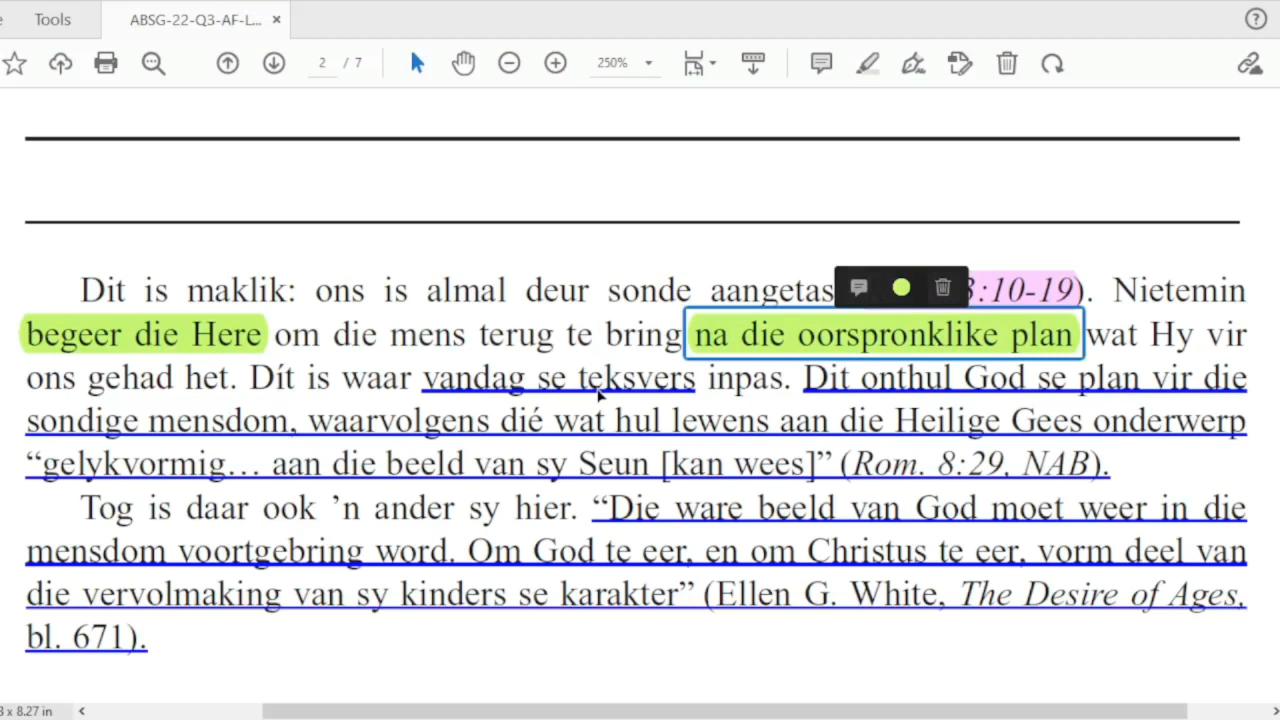 Tools
ABSG-22-Q3-AF-L... ×
2 / 7
250%
Dit is maklik: ons is almal deur sonde aangetas 3:10-19). Nietemin
begeer die Here om die mens terug te bring na die oorspronklike plan wat Hy vir
ons gehad het. Dít is waar vandag se teksvers inpas. Dit onthul God se plan vir die
sondige mensdom, waarvolgens dié wat hul lewens aan die Heilige Gees onderwerp
“gelykvormig… aan die beeld van sy Seun [kan wees]” (Rom. 8:29, NAB).
Tog is daar ook ’n ander sy hier. “Die ware beeld van God moet weer in die
mensdom voortgebring word. Om God te eer, en om Christus te eer, vorm deel van
die vervolmaking van sy kinders se karakter” (Ellen G. White, The Desire of Ages,
bl. 671).
x 8.27 in